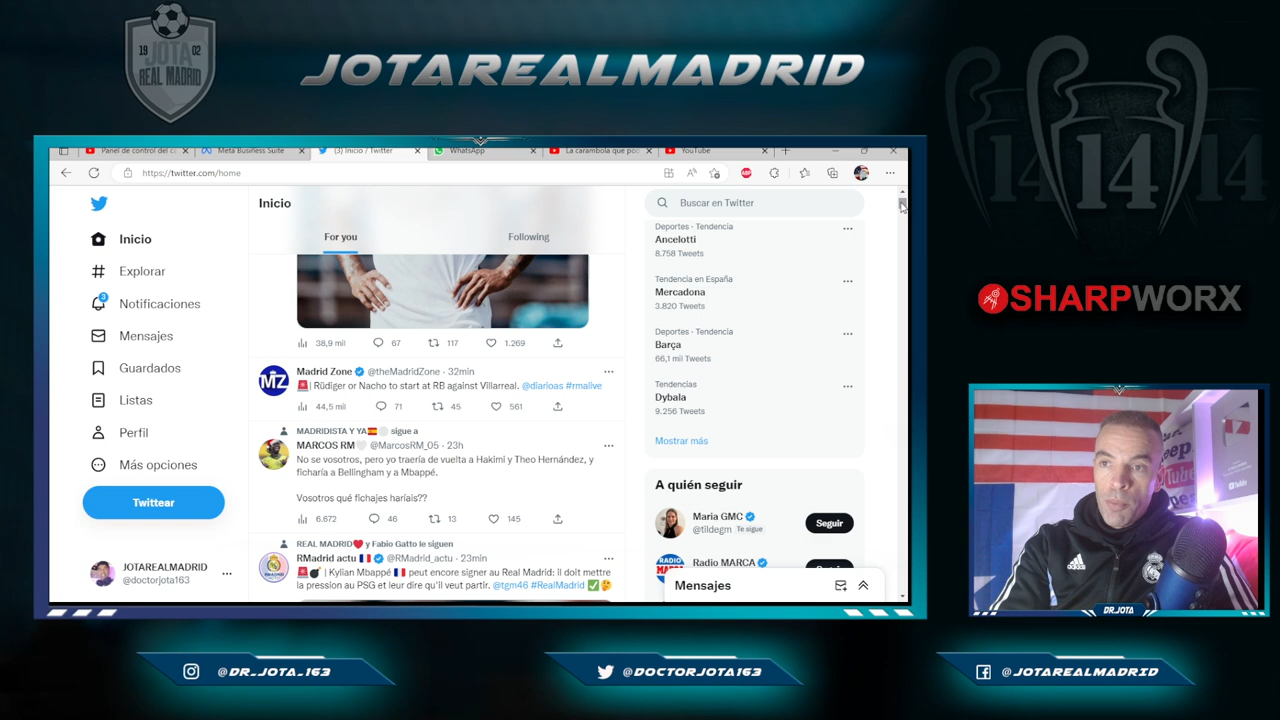 19 02
JOTA
REAL MADRID
JOTAREALMADRID
14 14 14
SHARPWORX
Panel de control del c
Meta Business Suite
(3) Inicio / Twitter
WhatsApp
La carambola que po
YouTube
https://twitter.com/home
Inicio
For you
Following
Inicio
Explorar
3
Notificaciones
Mensajes
Guardados
Listas
Perfil
Más opciones
Twittear
JOTAREALMADRID
@doctorjota163
38,9 mil 67 117 1.269
MZ
Madrid Zone @theMadridZone · 32min
🚨| Rüdiger or Nacho to start at RB against Villarreal. @diarioas #rmalive
44,5 mil 71 45 561
MADRIDISTA Y YA🇪🇸⚪ sigue a
MARCOS RM🤍 @MarcosRM_05 · 23h
No se vosotros, pero yo traería de vuelta a Hakimi y Theo Hernández, y
ficharía a Bellingham y a Mbappé.
Vosotros qué fichajes haríais??
6.672 46 13 145
REAL MADRID❤️ y Fabio Gatto le siguen
RMadrid actu 🇫🇷 @RMadrid_actu · 23min
🚨💣 | Kylian Mbappé 🇫🇷 peut encore signer au Real Madrid: il doit mettre
la pression au PSG et leur dire qu'il veut partir. @tgm46 #RealMadrid ✅🤔
Buscar en Twitter
Deportes · Tendencia
Ancelotti
8.758 Tweets
Tendencia en España
Mercadona
3.820 Tweets
Deportes · Tendencia
Barça
66,1 mil Tweets
Tendencias
Dybala
9.256 Tweets
Mostrar más
A quién seguir
Maria GMC
@tildegm Te sigue
Seguir
RADIO
Radio MARCA
Mensajes
DR.JOTA
@DR_JOTA_163
@DOCTORJOTA163
@JOTAREALMADRID